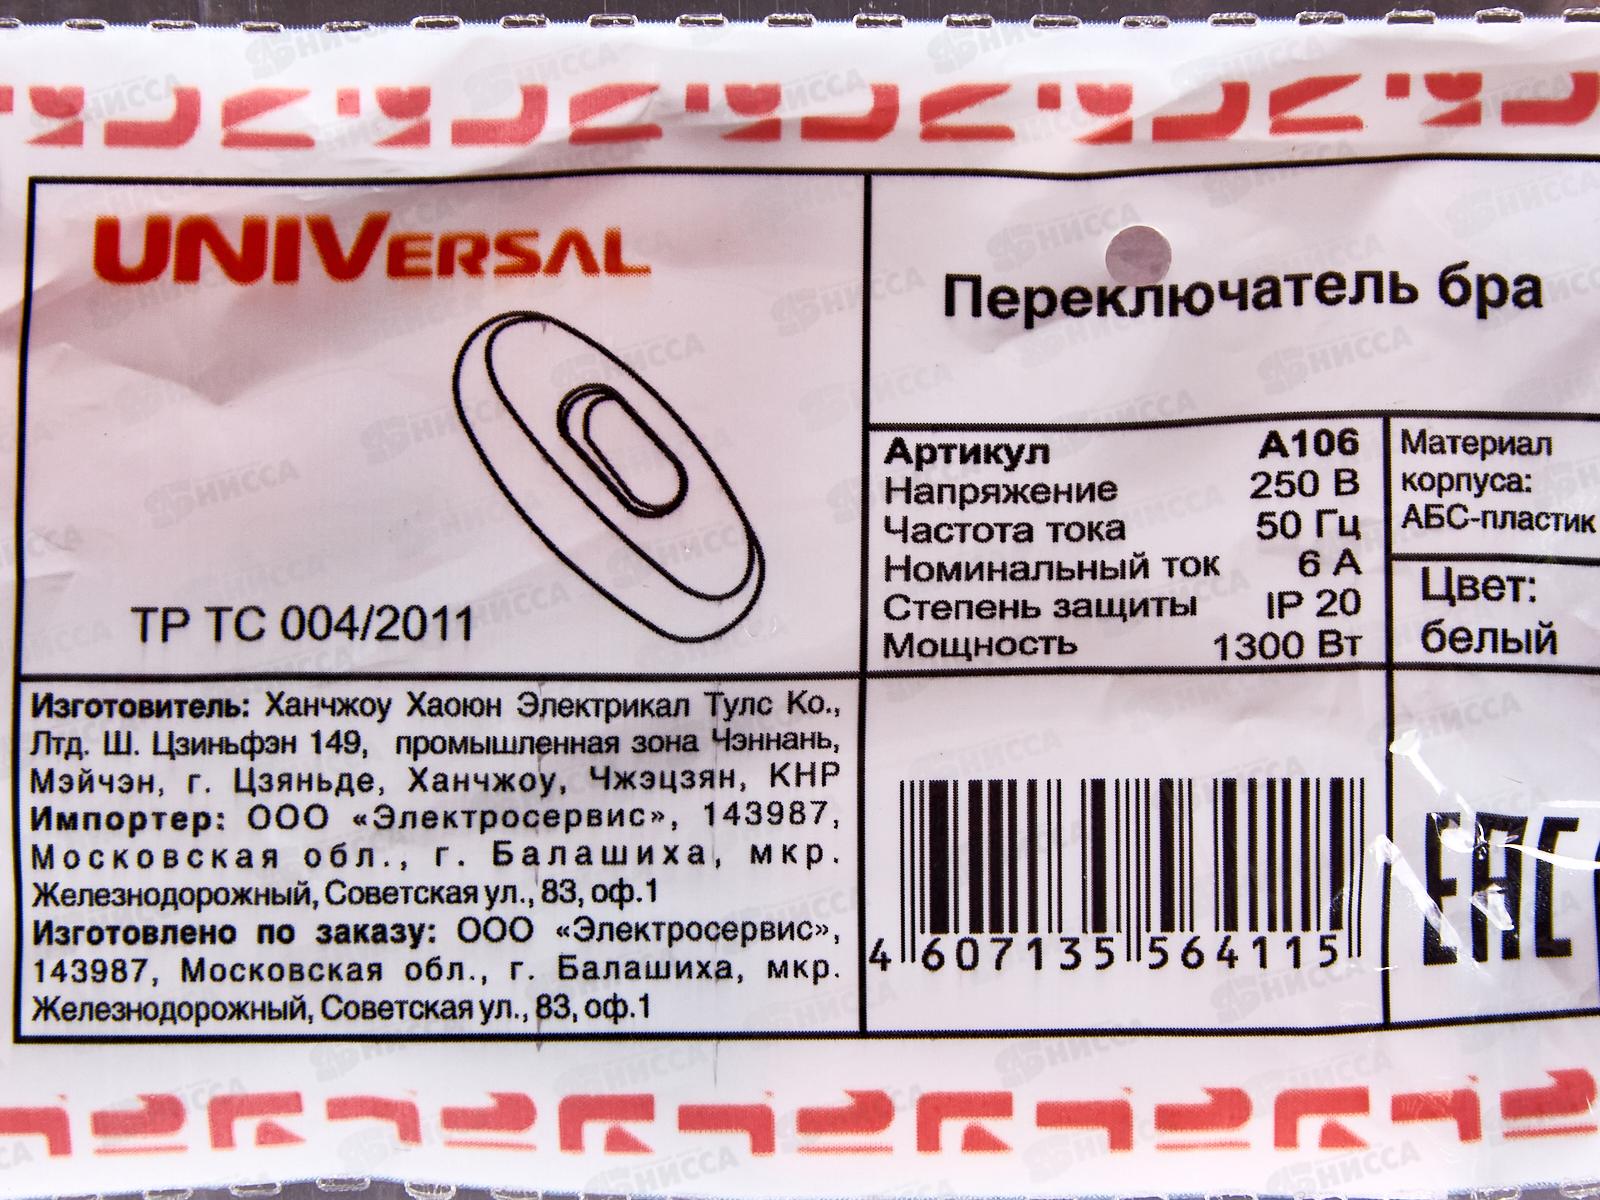 UNIVERSAL
ТР ТС 004/2011
Переключатель бра
Артикул A106
Напряжение 250 В
Частота тока 50 Гц
Номинальный ток 6 А
Степень защиты IP 20
Мощность 1300 Вт
Материал
корпуса:
АБС-пластик
Цвет:
белый
Изготовитель: Ханчжоу Хаоюн Электрикал Тулс Ко.,
Лтд. Ш. Цзиньфэн 149, промышленная зона Чэннань,
Мэйчэн, г. Цзяньде, Ханчжоу, Чжэцзян, КНР
Импортер: ООО «Электросервис», 143987,
Московская обл., г. Балашиха, мкр.
Железнодорожный, Советская ул., 83, оф.1
Изготовлено по заказу: ООО «Электросервис»,
143987, Московская обл., г. Балашиха, мкр.
Железнодорожный, Советская ул., 83, оф.1
4 607135 564115
ЕАС